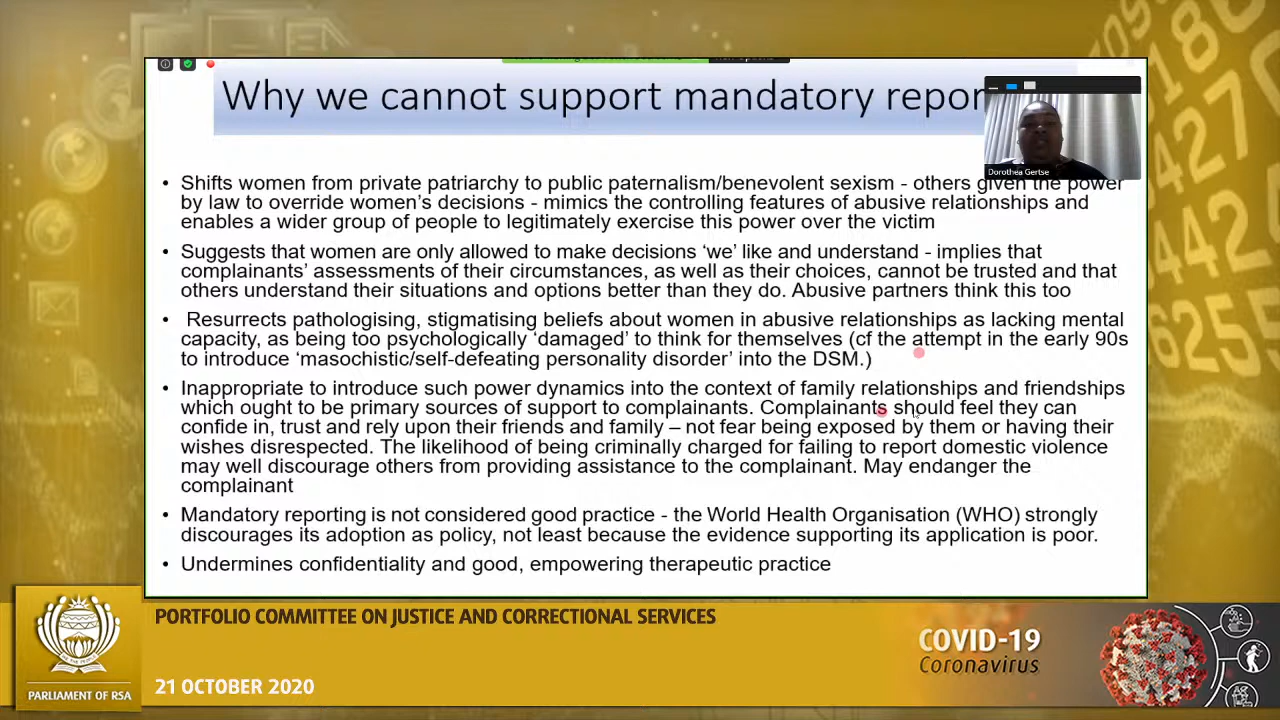 Why we cannot support mandatory repor
Dorothea Gertse
• Shifts women from private patriarchy to public paternalism/benevolent sexism - others given the power
by law to override women's decisions - mimics the controlling features of abusive relationships and
enables a wider group of people to legitimately exercise this power over the victim
• Suggests that women are only allowed to make decisions 'we' like and understand - implies that
complainants' assessments of their circumstances, as well as their choices, cannot be trusted and that
others understand their situations and options better than they do. Abusive partners think this too
• Resurrects pathologising, stigmatising beliefs about women in abusive relationships as lacking mental
capacity, as being too psychologically 'damaged' to think for themselves (cf the attempt in the early 90s
to introduce 'masochistic/self-defeating personality disorder' into the DSM.)
• Inappropriate to introduce such power dynamics into the context of family relationships and friendships
which ought to be primary sources of support to complainants. Complainants should feel they can
confide in, trust and rely upon their friends and family – not fear being exposed by them or having their
wishes disrespected. The likelihood of being criminally charged for failing to report domestic violence
may well discourage others from providing assistance to the complainant. May endanger the
complainant
• Mandatory reporting is not considered good practice - the World Health Organisation (WHO) strongly
discourages its adoption as policy, not least because the evidence supporting its application is poor.
• Undermines confidentiality and good, empowering therapeutic practice
PORTFOLIO COMMITTEE ON JUSTICE AND CORRECTIONAL SERVICES
21 OCTOBER 2020
PARLIAMENT OF RSA
COVID-19
Coronavirus